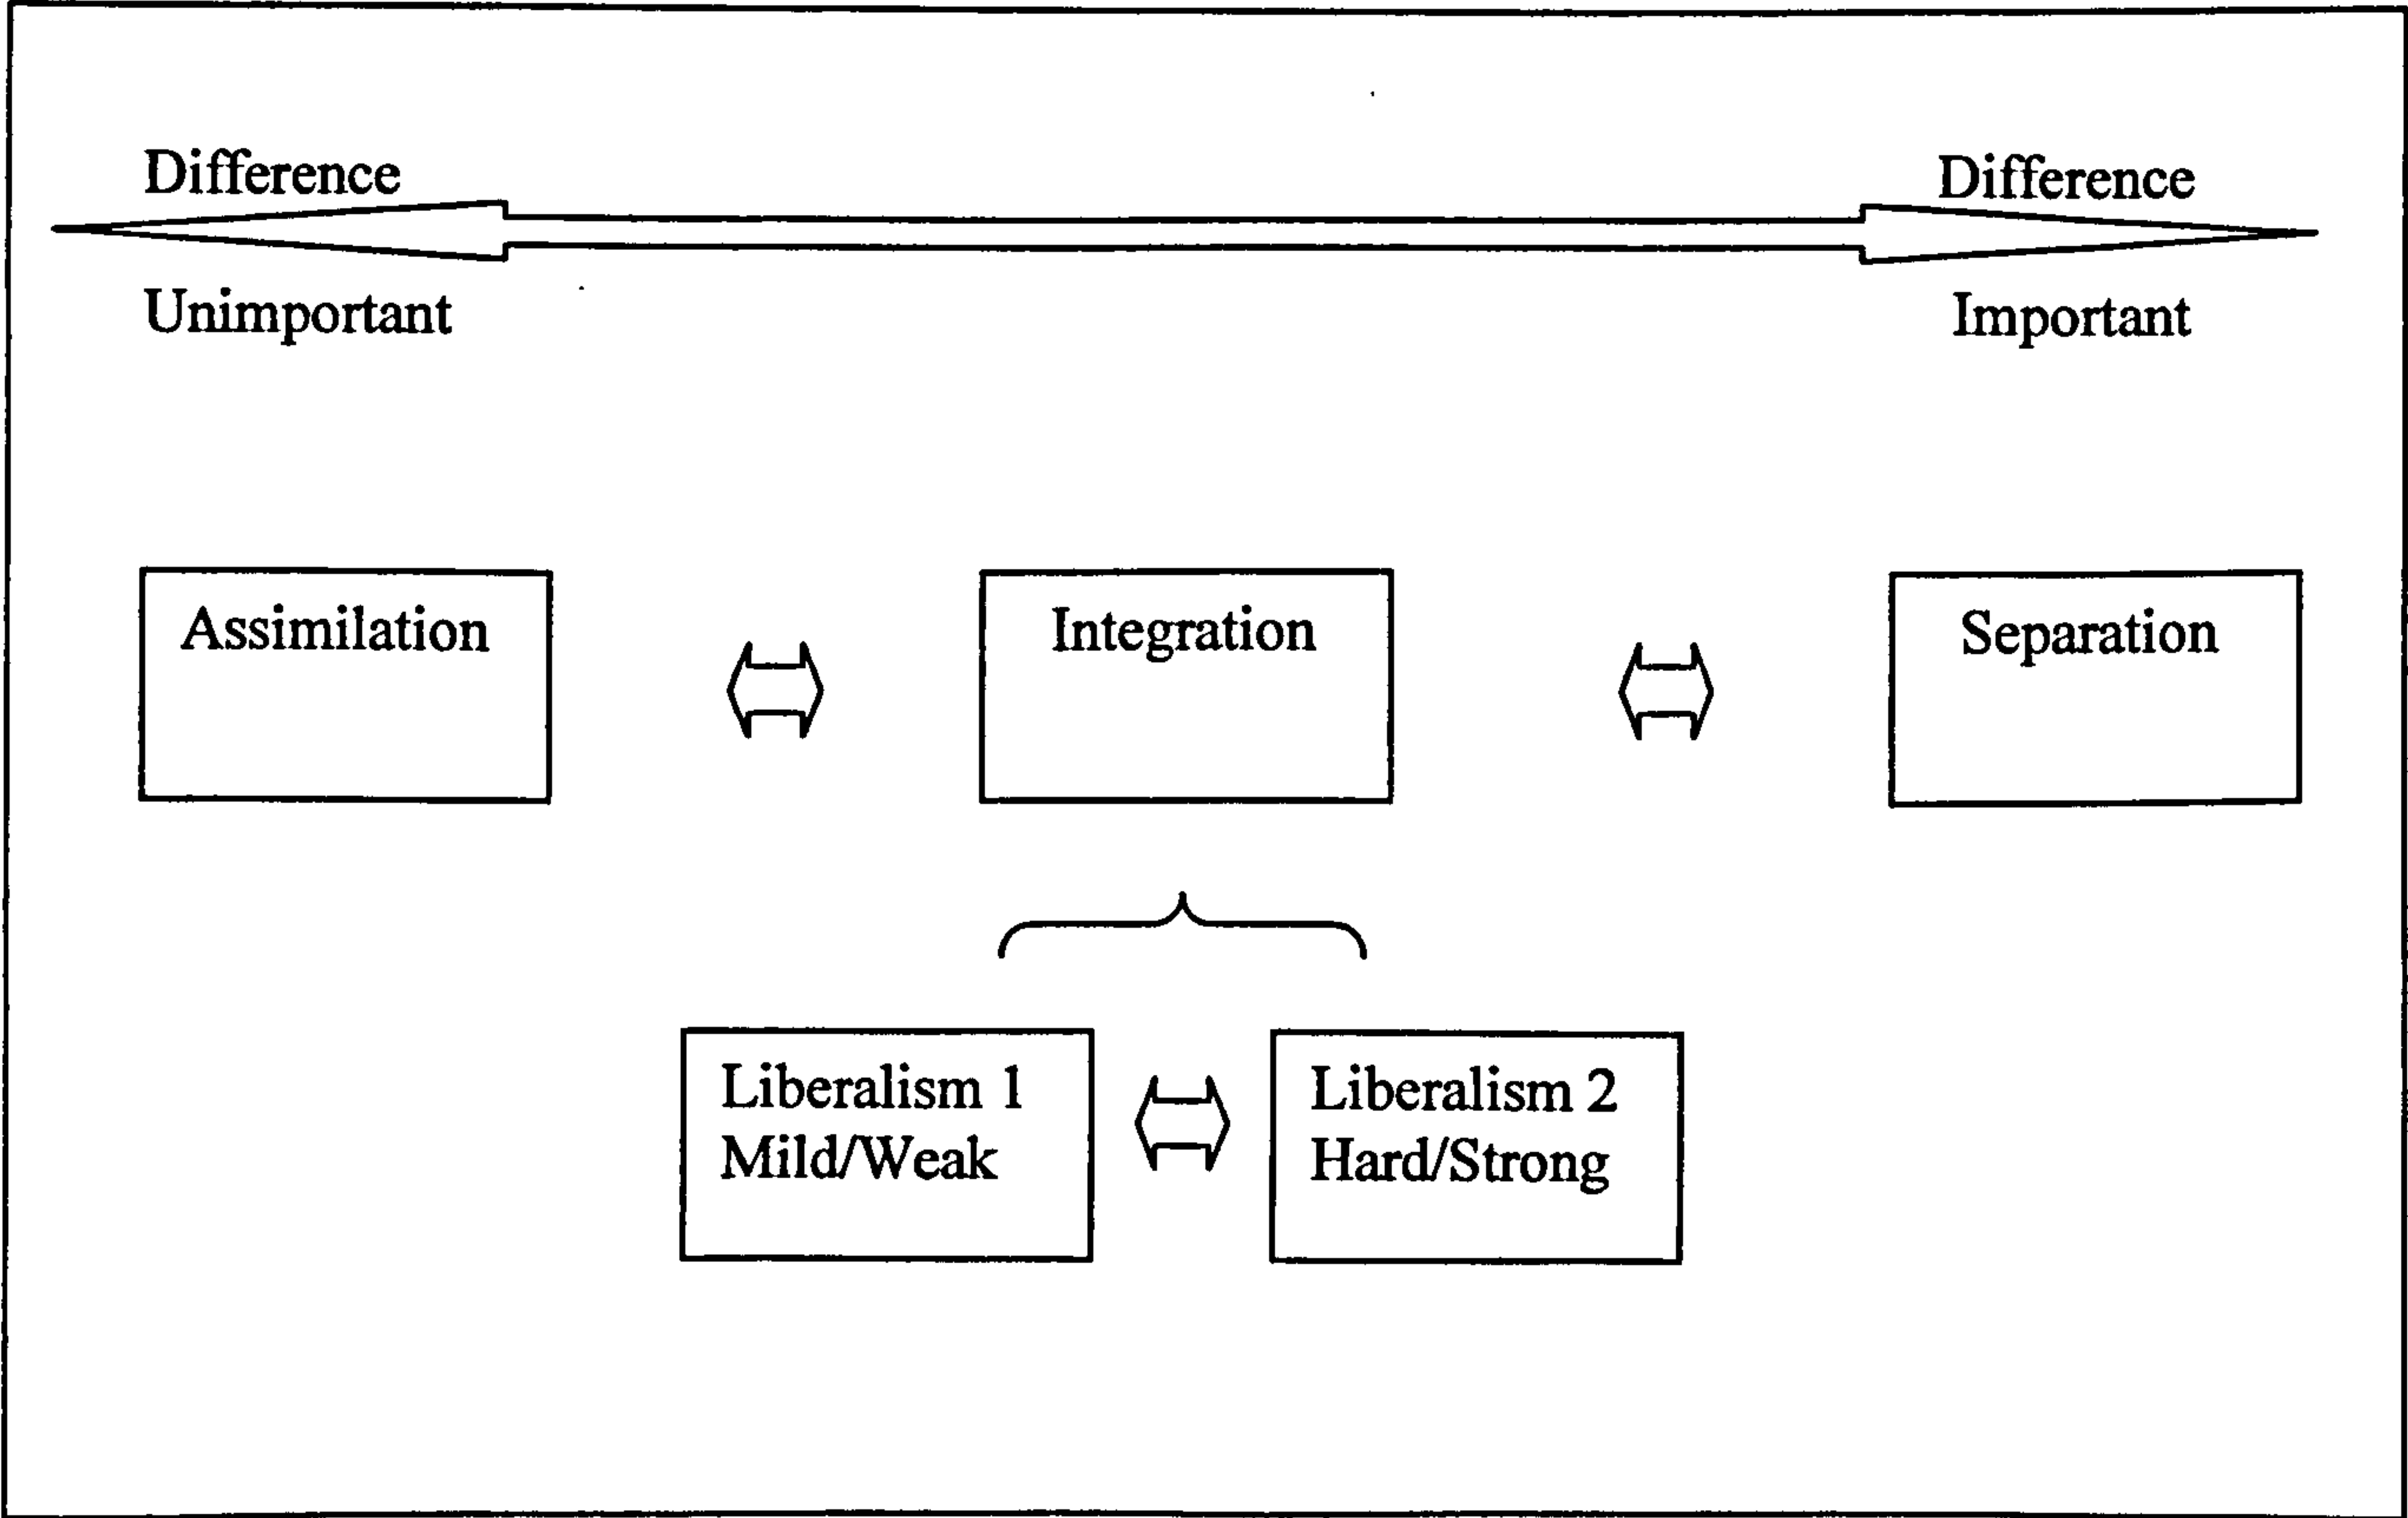 Difference
Difference
Unimportant
Important
Assimilation
Integration
Separation
Liberalism 1
Mild/Weak
Liberalism 2
Hard/Strong